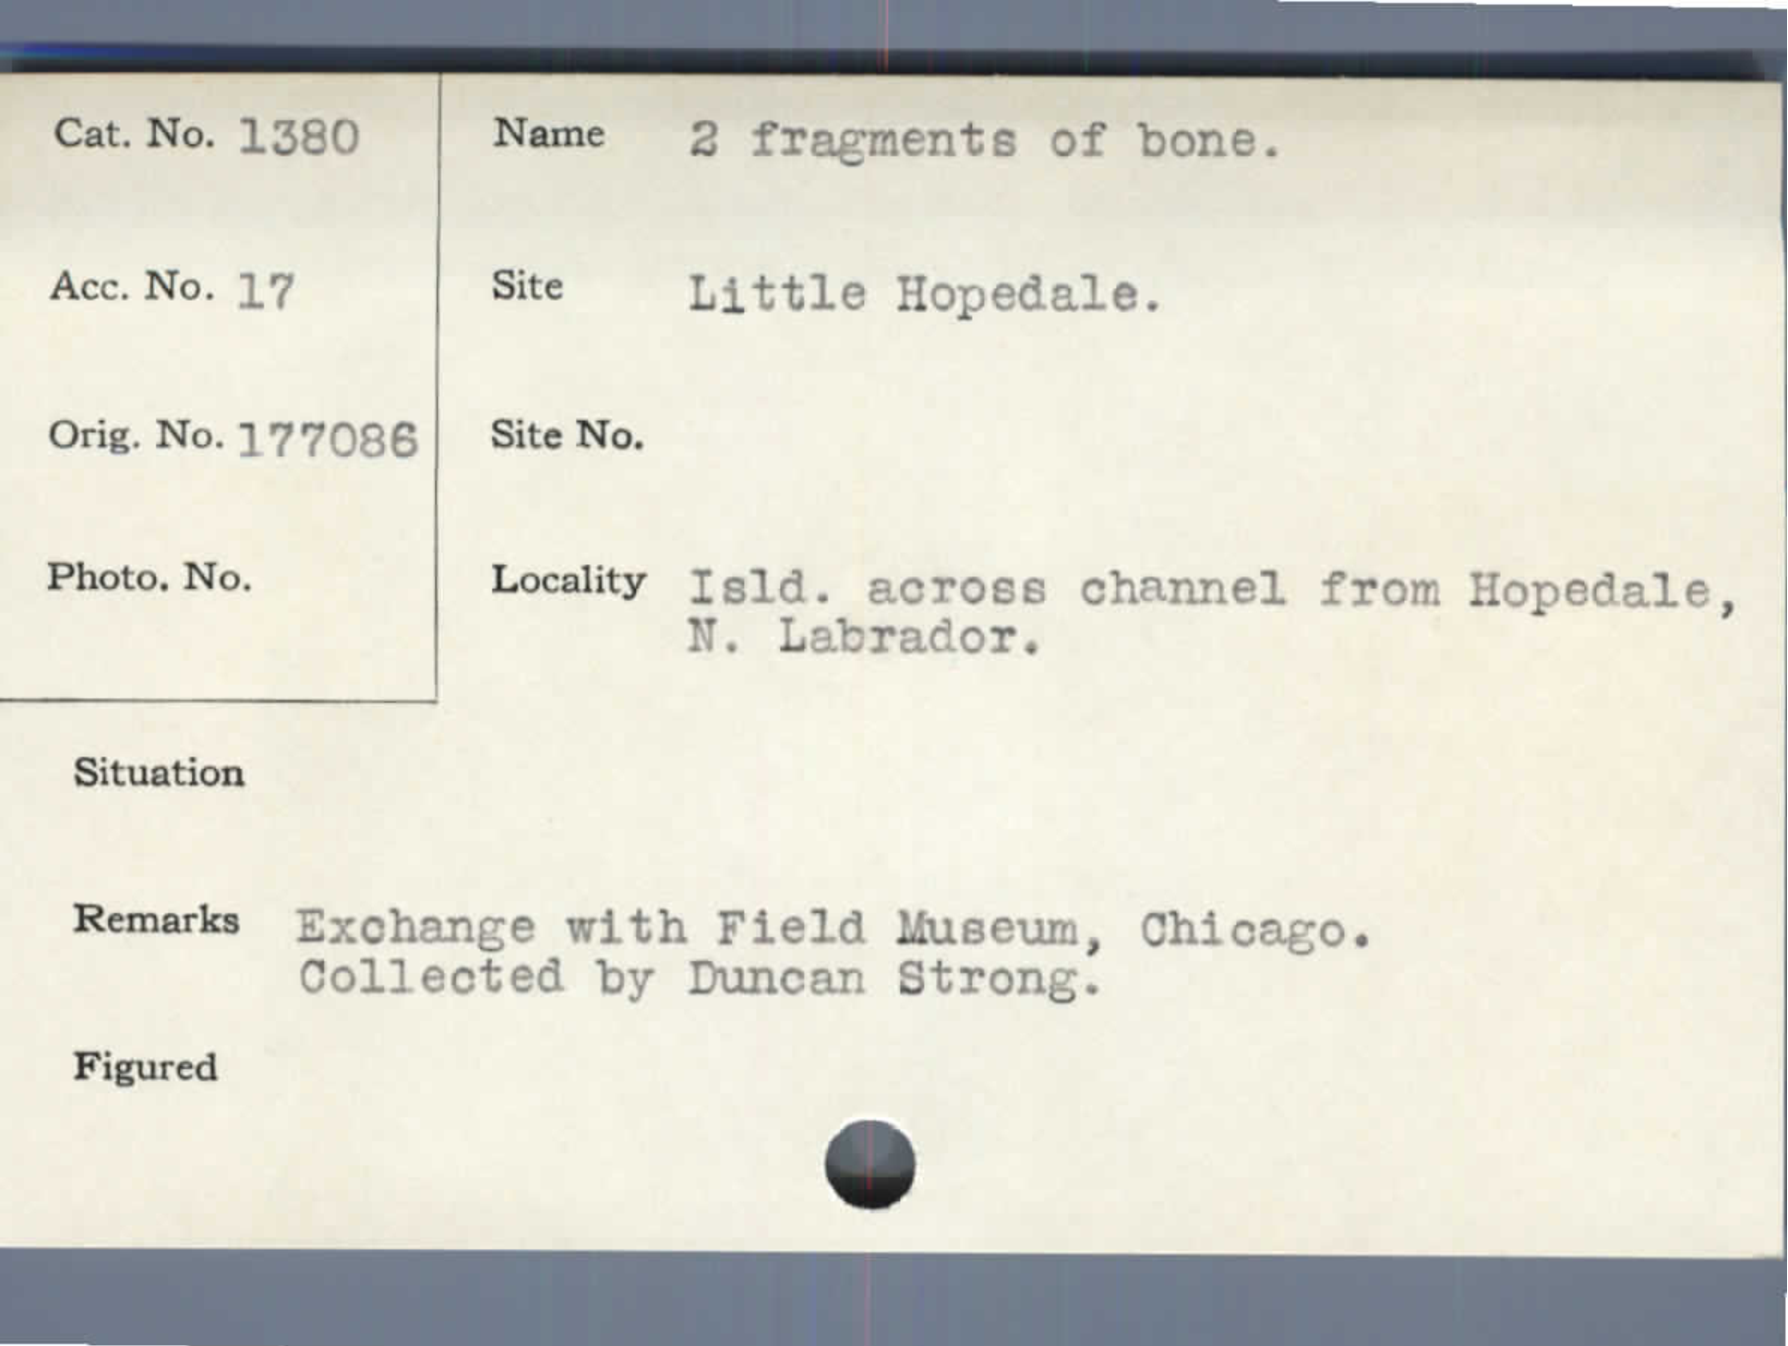 Cat. No. 1380
Name 2 fragments of bone.
Acc. No. 17
Site Little Hopedale.
Orig. No. 177086
Site No.
Photo. No.
Locality Isld. across channel from Hopedale,
N. Labrador.
Situation
Remarks Exchange with Field Museum, Chicago.
Collected by Duncan Strong.
Figured